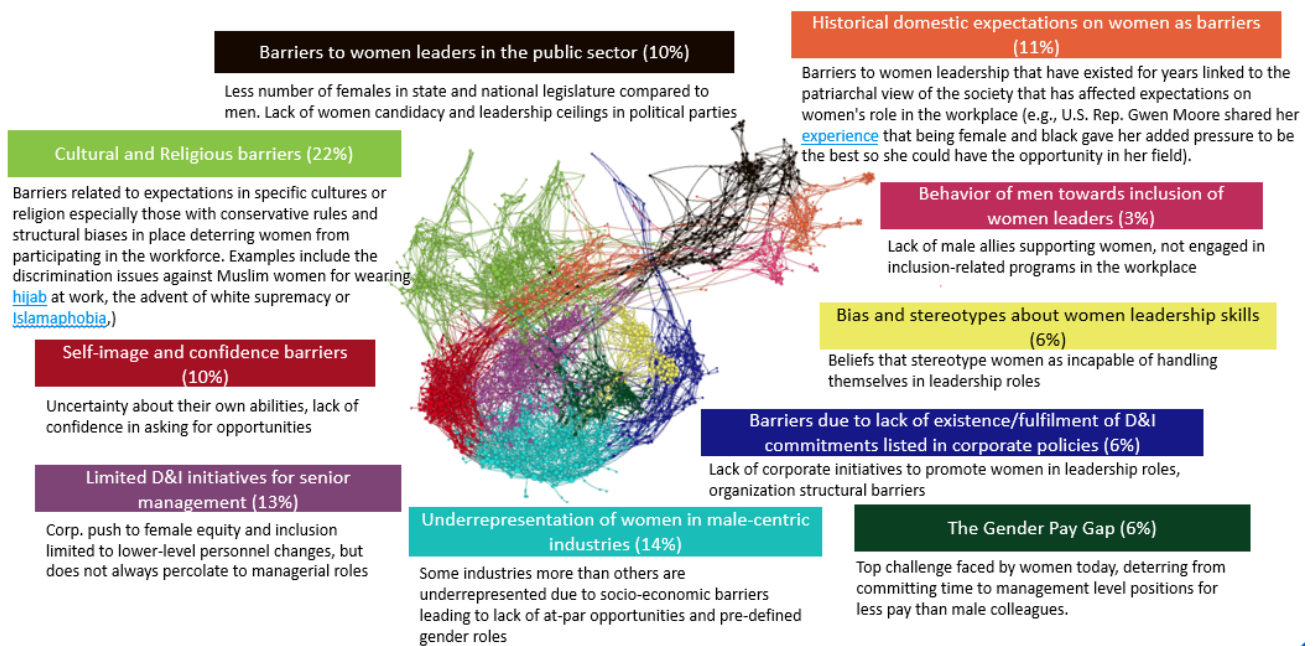 Barriers to women leaders in the public sector (10%)
Less number of females in state and national legislature compared to
men. Lack of women candidacy and leadership ceilings in political parties
Historical domestic expectations on women as barriers
(11%)
Barriers to women leadership that have existed for years linked to the
patriarchal view of the society that has affected expectations on
women's role in the workplace (e.g., U.S. Rep. Gwen Moore shared her
experience that being female and black gave her added pressure to be
the best so she could have the opportunity in her field).
Cultural and Religious barriers (22%)
Barriers related to expectations in specific cultures or
religion especially those with conservative rules and
structural biases in place deterring women from
participating in the workforce. Examples include the
discrimination issues against Muslim women for wearing
hijab at work, the advent of white supremacy or
Islamaphobia,)
Behavior of men towards inclusion of
women leaders (3%)
Lack of male allies supporting women, not engaged in
inclusion-related programs in the workplace
Bias and stereotypes about women leadership skills
(6%)
Beliefs that stereotype women as incapable of handling
themselves in leadership roles
Self-image and confidence barriers
(10%)
Uncertainty about their own abilities, lack of
confidence in asking for opportunities
Barriers due to lack of existence/fulfilment of D&I
commitments listed in corporate policies (6%)
Lack of corporate initiatives to promote women in leadership roles,
organization structural barriers
Limited D&I initiatives for senior
management (13%)
Corp. push to female equity and inclusion
limited to lower-level personnel changes, but
does not always percolate to managerial roles
Underrepresentation of women in male-centric
industries (14%)
Some industries more than others are
underrepresented due to socio-economic barriers
leading to lack of at-par opportunities and pre-defined
gender roles
The Gender Pay Gap (6%)
Top challenge faced by women today, deterring from
committing time to management level positions for
less pay than male colleagues.